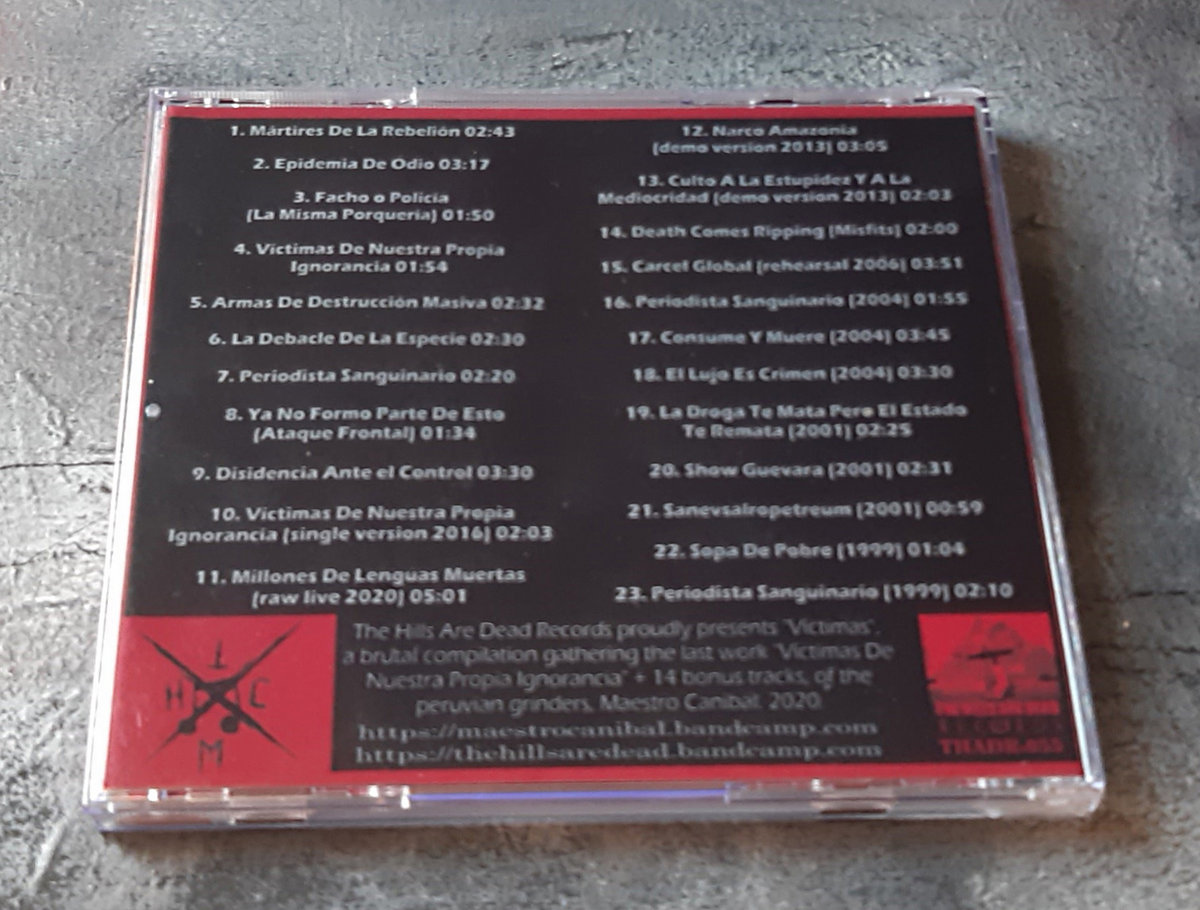 1. Mártires De La Rebelión 02:43
2. Epidemia De Odio 03:17
3. Facho o Policía
(La Misma Porquería) 01:50
4. Víctimas De Nuestra Propia
Ignorancia 01:54
5. Armas De Destrucción Masiva 02:32
6. La Debacle De La Especie 02:30
7. Periodista Sanguinario 02:20
8. Ya No Formo Parte De Esto
(Ataque Frontal) 01:34
9. Disidencia Ante el Control 03:30
10. Víctimas De Nuestra Propia
Ignorancia (single version 2016) 02:03
11. Millones De Lenguas Muertas
(raw live 2020) 05:01
12. Narco Amazonia
(demo version 2013) 03:05
13. Culto A La Estupidez Y A La
Mediocridad (demo version 2013) 02:03
14. Death Comes Ripping (Misfits) 02:00
15. Carcel Global (rehearsal 2006) 03:51
16. Periodista Sanguinario (2004) 01:55
17. Consume Y Muere (2004) 03:45
18. El Lujo Es Crimen (2004) 03:30
19. La Droga Te Mata Pero El Estado
Te Remata (2001) 02:25
20. Show Guevara (2001) 02:31
21. Sanevsalropetreum (2001) 00:59
22. Sopa De Pobre (1999) 01:04
23. Periodista Sanguinario (1999) 02:10
The Hills Are Dead Records proudly presents "Víctimas",
a brutal compilation gathering the last work "Víctimas De
Nuestra Propia Ignorancia" + 14 bonus tracks, of the
peruvian grinders, Maestro Canibal. 2020.
https://maestrocanibal.bandcamp.com
https://thehillsaredead.bandcamp.com
H C
M
RECORDS
THADR-055